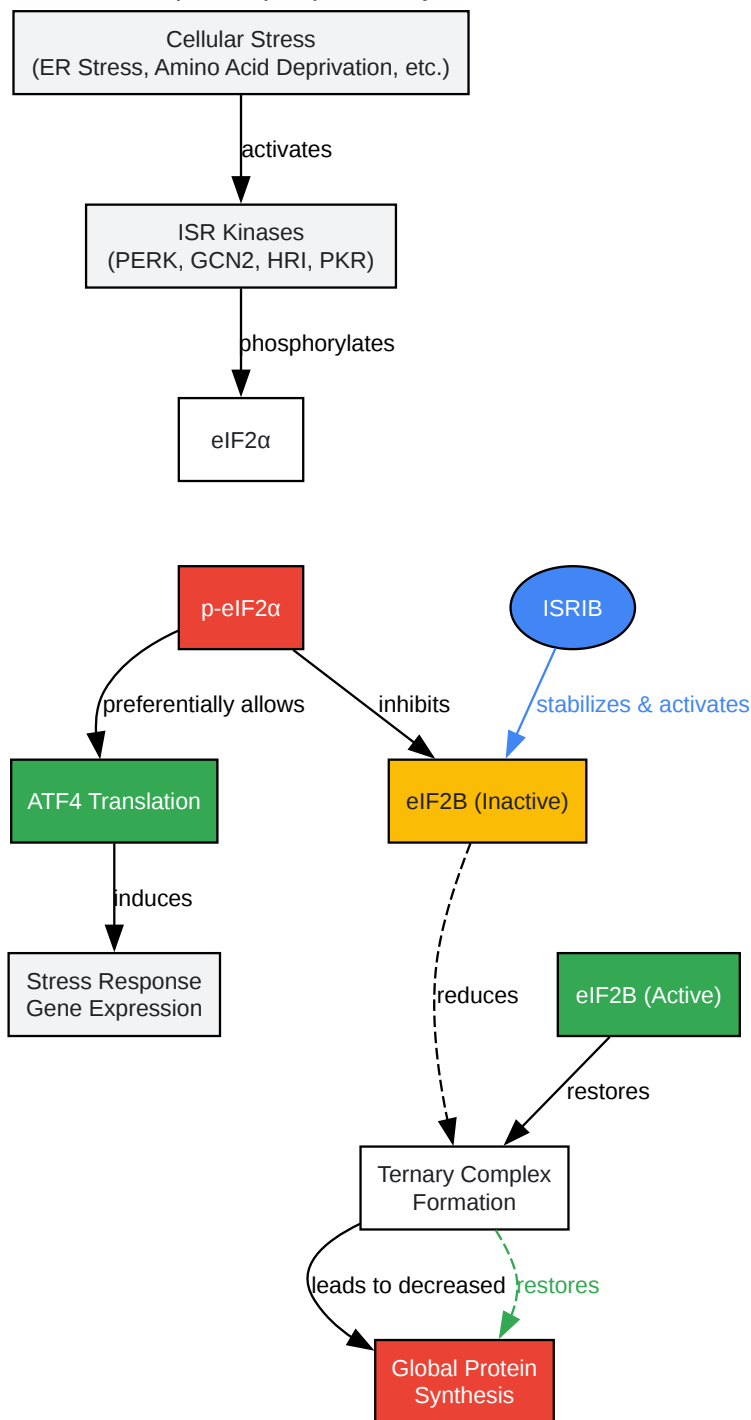 Cellular Stress
(ER Stress, Amino Acid Deprivation, etc.)
activates
ISR Kinases
(PERK, GCN2, HRI, PKR)
phosphorylates
eIF2α
p-eIF2α
ISRIB
preferentially allows
inhibits
stabilizes & activates
ATF4 Translation
eIF2B (Inactive)
induces
Stress Response
Gene Expression
reduces
eIF2B (Active)
restores
Ternary Complex
Formation
leads to decreased
restores
Global Protein
Synthesis